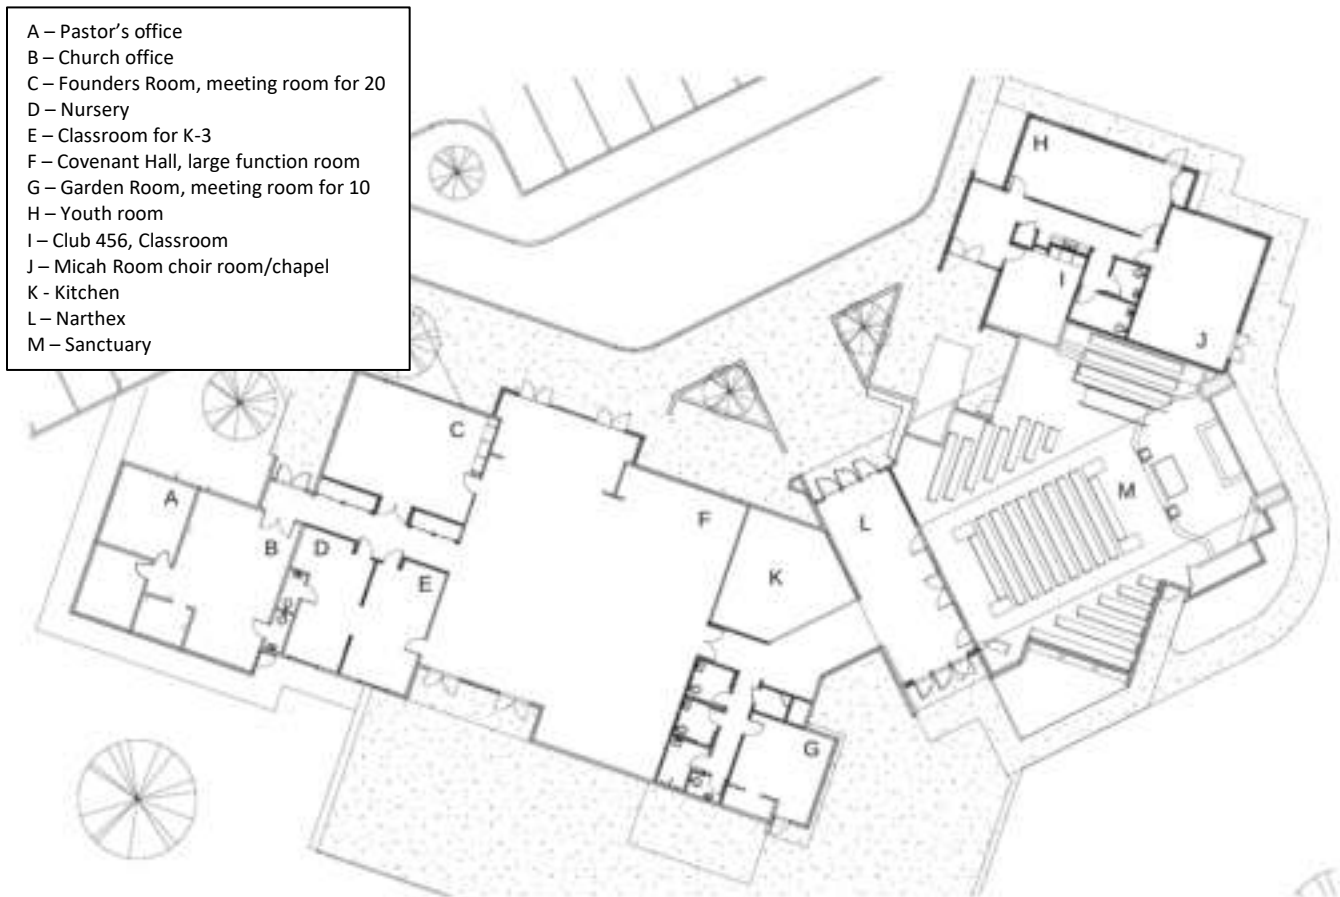 A – Pastor’s office
B – Church office
C – Founders Room, meeting room for 20
D – Nursery
E – Classroom for K-3
F – Covenant Hall, large function room
G – Garden Room, meeting room for 10
H – Youth room
I – Club 456, Classroom
J – Micah Room choir room/chapel
K - Kitchen
L – Narthex
M – Sanctuary
H
I
J
C
A
M
F
L
B
D
E
K
G